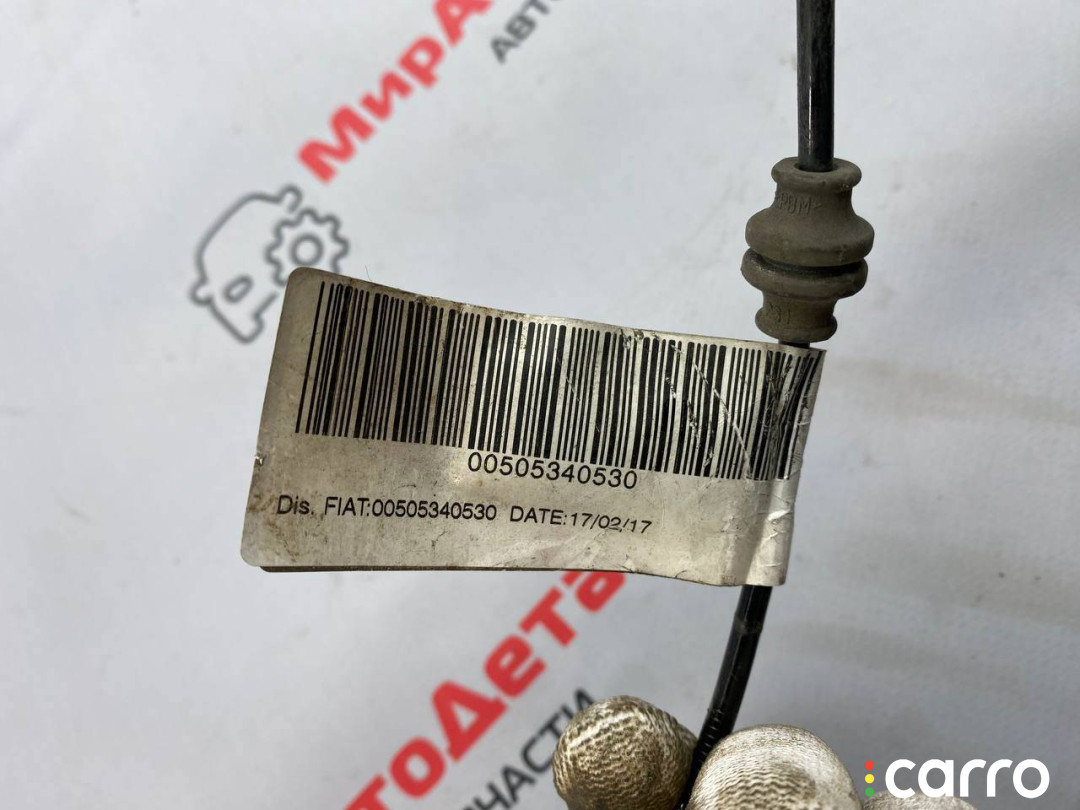 МирА
АВТО
00505340530
Dis. FIAT:00505340530 DATE:17/02/17
тоДета
ЧАСТИ
carro